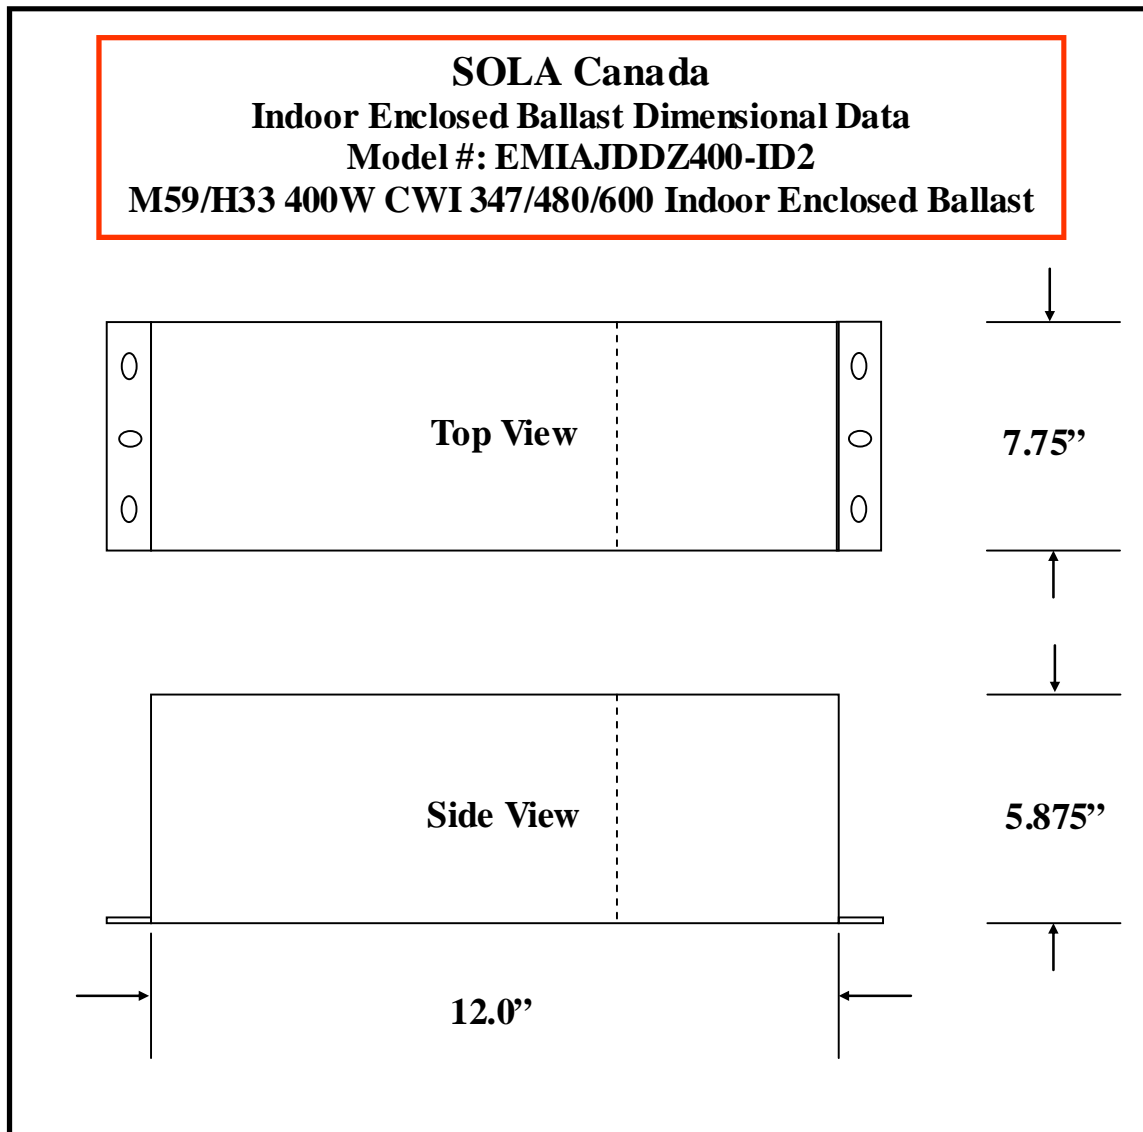 SOLA Canada
Indoor Enclosed Ballast Dimensional Data
Model #: EMIAJDDZ400-ID2
M59/H33 400W CWI 347/480/600 Indoor Enclosed Ballast
Top View
7.75”
Side View
5.875”
12.0”